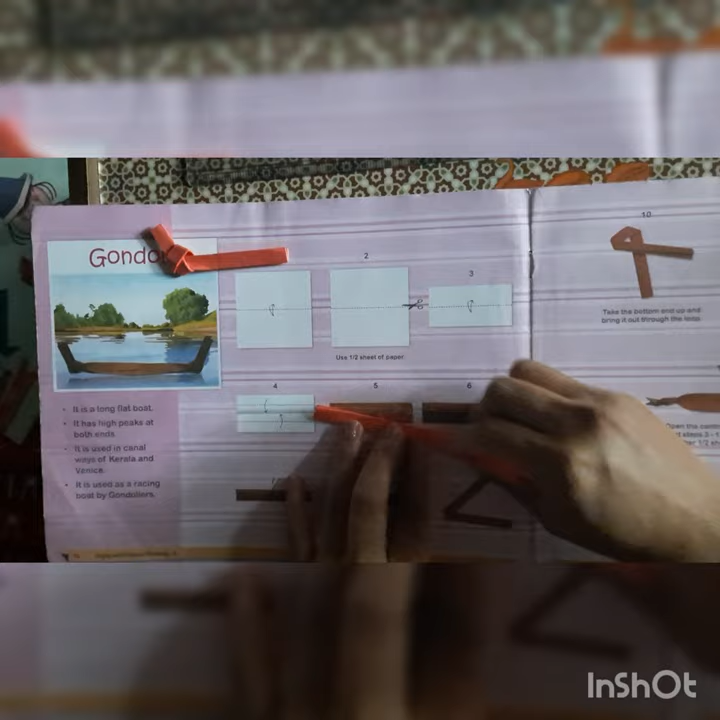 Gondo
2
3
Use 1/2 sheet of paper
4
5
6
• It is a long flat boat.
• It has high peaks at
both ends
• It is used in canal
ways of Kerala and
Venice.
• It is used as a racing
boat by Gondoliers.
10
Take the bottom end up and
bring it out through the loop
InShOt